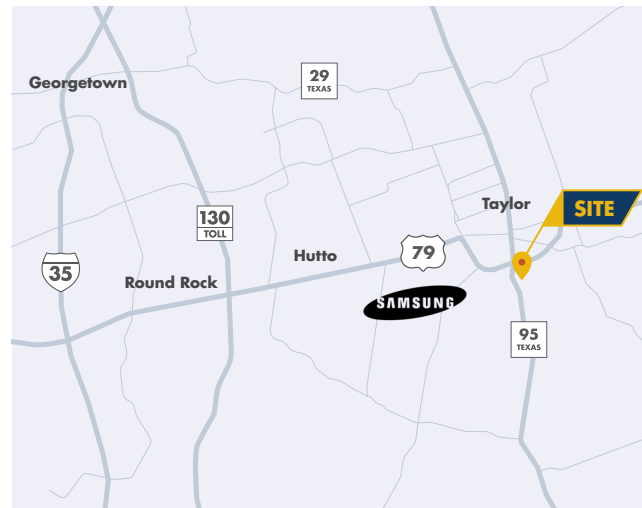 Georgetown
29
TEXAS
Taylor
SITE
130
TOLL
79
Hutto
35
Round Rock
SAMSUNG
95
TEXAS